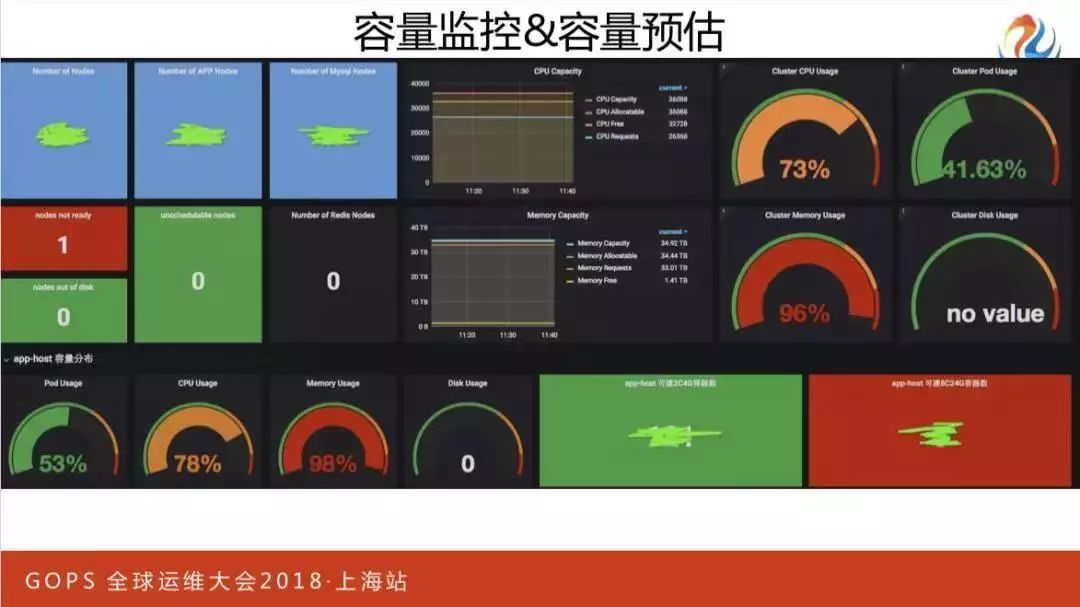 容量监控&容量预估
Number of Nodes
Number of APP Nodes
Number of Mysql Nodes
CPU Capacity
40000
30000
20000
10000
0
11:20
11:30
11:40
current
CPU Capacity 36088
CPU Allocatable 36088
CPU Free 32728
CPU Requests 26368
Cluster CPU Usage
73%
Cluster Pod Usage
41.63%
nodes not ready
1
unschedulable nodes
0
Number of Redis Nodes
0
nodes out of disk
0
Memory Capacity
40 TB
30 TB
20 TB
10 TB
0 B
11:20
11:30
11:40
current
Memory Capacity 34.92 TB
Memory Allocatable 34.44 TB
Memory Requests 33.01 TB
Memory Free 1.41 TB
Cluster Memory Usage
96%
Cluster Disk Usage
no value
app-host 容量分布
Pod Usage
53%
CPU Usage
78%
Memory Usage
98%
Disk Usage
0
app-host 可建2C4G容器数
app-host 可建8C24G容器数
GOPS 全球运维大会2018·上海站